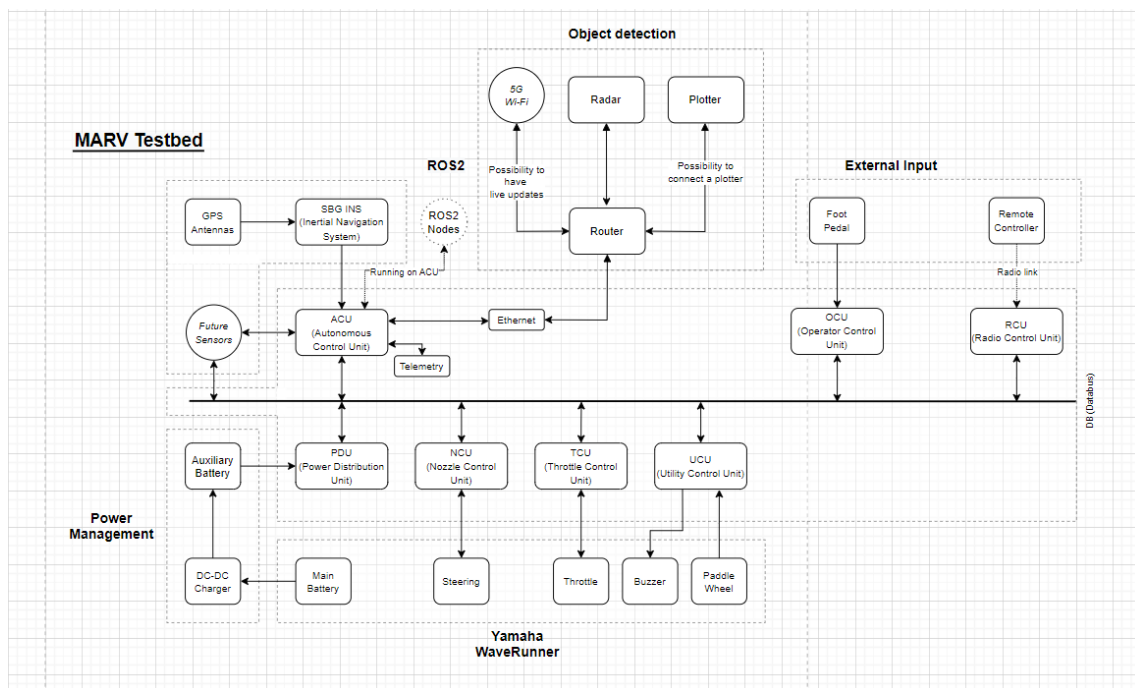 Object detection
5G
Wi-Fi
Radar
Plotter
MARV Testbed
ROS2
Possibility to
have
live updates
Possibility to
connect a plotter
External Input
GPS
Antennas
SBG INS
(Inertial Navigation
System)
ROS2
Nodes
Router
Foot
Pedal
Remote
Controller
Running on ACU
Radio link
Future
Sensors
ACU
(Autonomous
Control Unit)
Ethernet
Telemetry
OCU
(Operator Control
Unit)
RCU
(Radio Control Unit)
DB (Databus)
Auxiliary
Battery
PDU
(Power Distribution
Unit)
NCU
(Nozzle Control
Unit)
TCU
(Throttle Control
Unit)
UCU
(Utility Control Unit)
Power
Management
DC-DC
Charger
Main
Battery
Steering
Throttle
Buzzer
Paddle
Wheel
Yamaha
WaveRunner